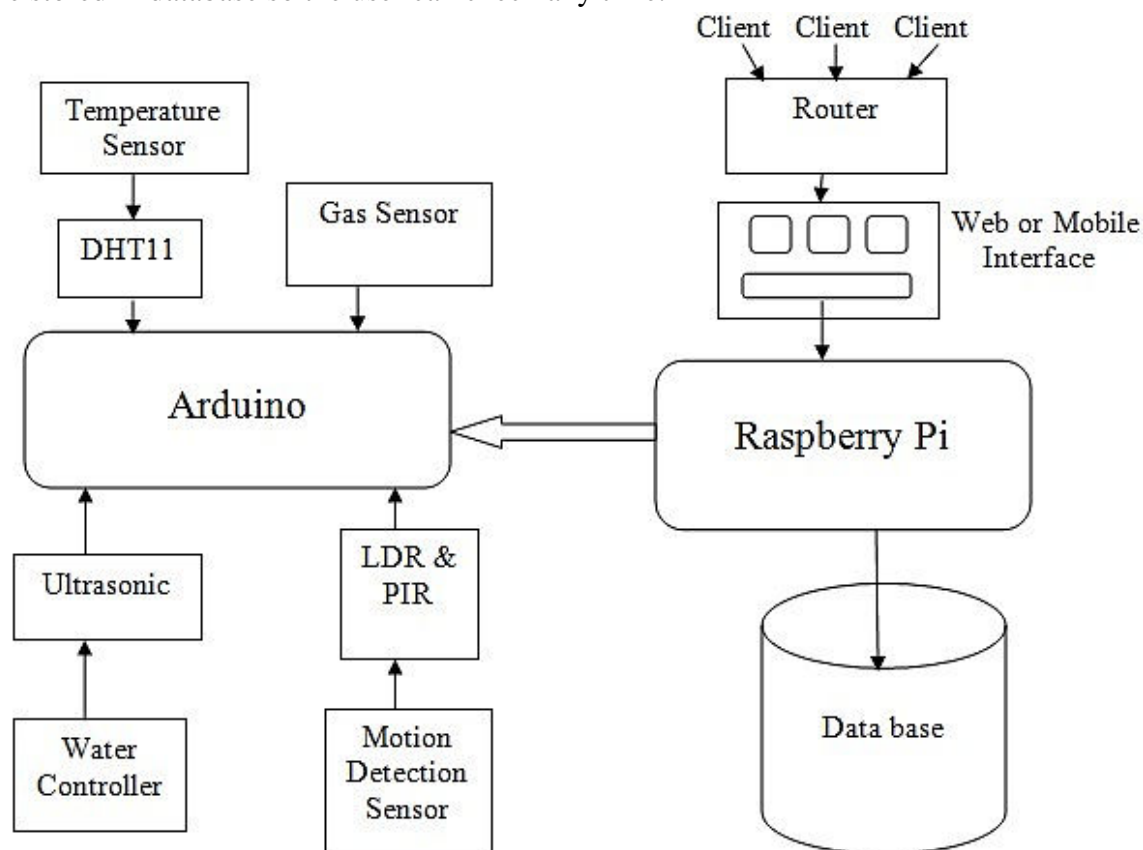 Client Client Client
Router
Temperature
Sensor
Gas Sensor
DHT11
Web or Mobile
Interface
Arduino
Raspberry Pi
Ultrasonic
LDR &
PIR
Water
Controller
Motion
Detection
Sensor
Data base